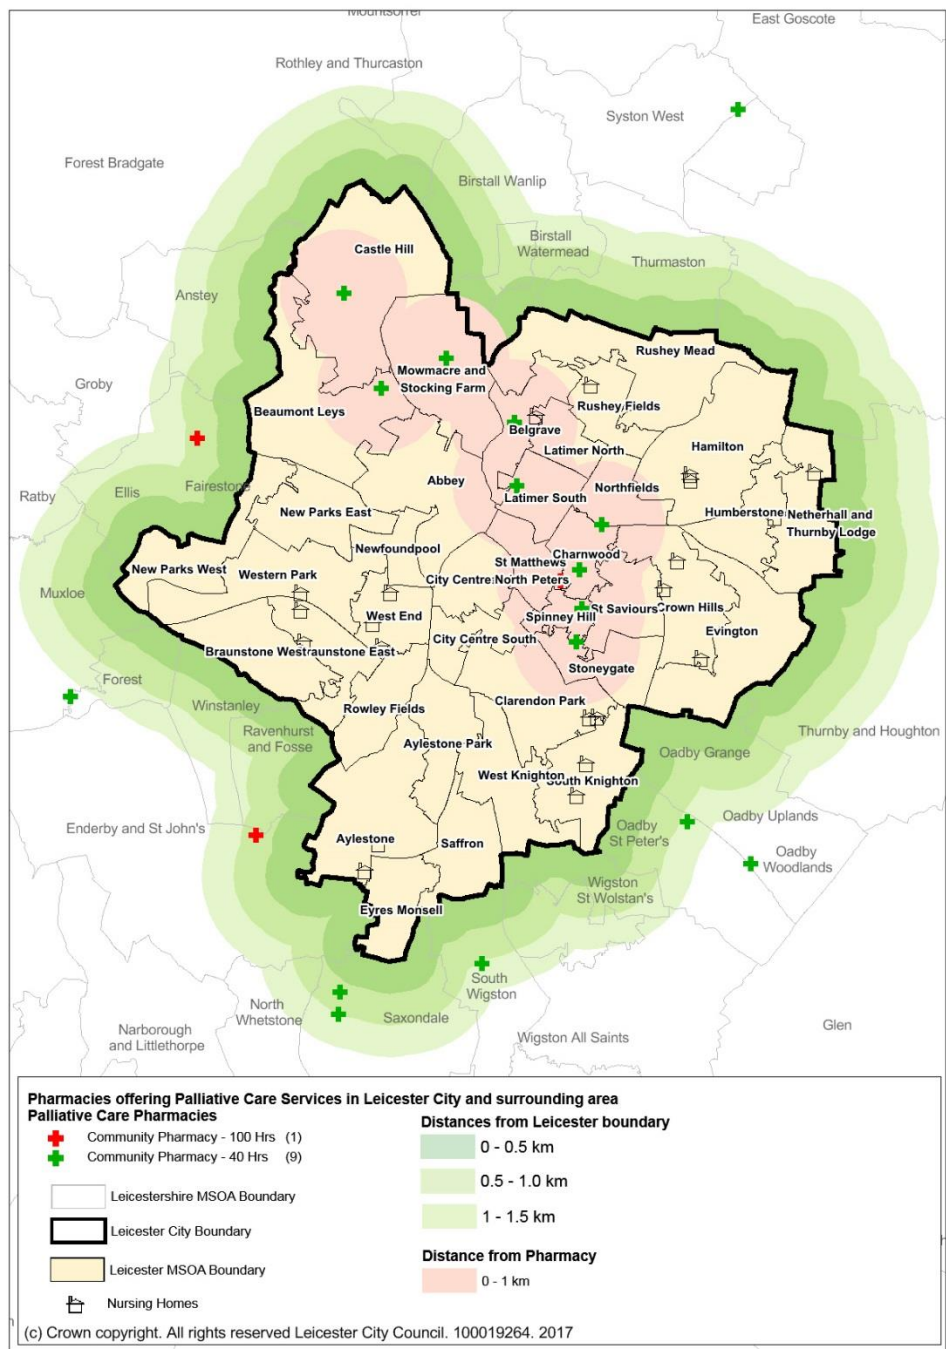 Mountsorrel
East Goscote
Rothley and Thurcaston
Syston West
Forest Bradgate
Birstall Wanlip
Birstall
Watermead
Castle Hill
Thurmaston
Anstey
Rushey Mead
Mowmacre and
Stocking Farm
Groby
Beaumont Leys
Rushey Fields
Belgrave
Latimer North
Hamilton
Abbey
Ratby
Ellis
Fairestone
Latimer South
Northfields
New Parks East
Humberstone
Netherhall and
Thurnby Lodge
Newfoundpool
Charnwood
St Matthews
New Parks West
Western Park
City Centre
North
Peters
Muxloe
West End
Spinney Hill
St Saviours
Crown Hills
Evington
City Centre South
Braunstone West
raunstone East
Stoneygate
Forest
Winstanley
Rowley Fields
Clarendon Park
Ravenhurst
and Fosse
Thurnby and Houghton
Aylestone Park
Oadby Grange
West Knighton
South Knighton
Enderby and St John's
Oadby Uplands
Aylestone
Saffron
Oadby
St Peter's
Oadby
Woodlands
Wigston
St Wolstan's
Eyres Monsell
South
Wigston
North
Whetstone
Saxondale
Narborough
and Littlethorpe
Wigston All Saints
Glen
Pharmacies offering Palliative Care Services in Leicester City and surrounding area
Palliative Care Pharmacies
Community Pharmacy - 100 Hrs (1)
Community Pharmacy - 40 Hrs (9)
Leicestershire MSOA Boundary
Leicester City Boundary
Leicester MSOA Boundary
Nursing Homes
Distances from Leicester boundary
0 - 0.5 km
0.5 - 1.0 km
1 - 1.5 km
Distance from Pharmacy
0 - 1 km
(c) Crown copyright. All rights reserved Leicester City Council. 100019264. 2017